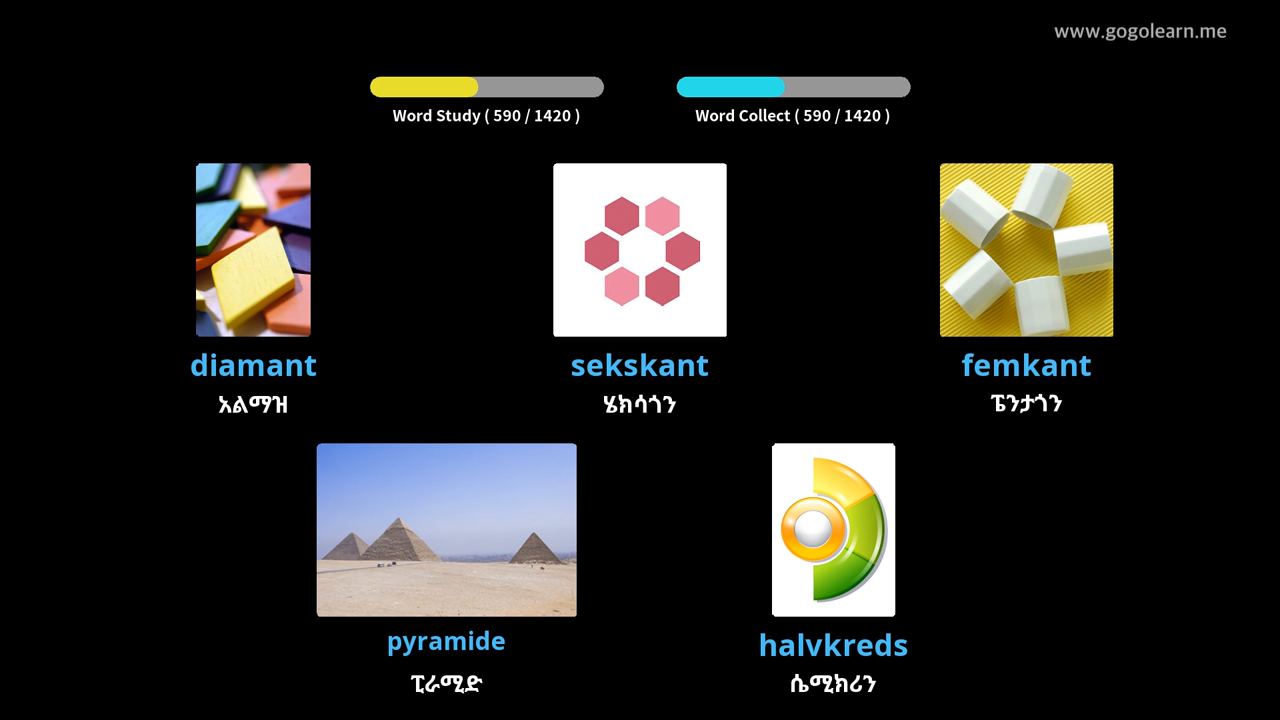 www.gogolearn.me
Word Study ( 590 / 1420 )
Word Collect ( 590 / 1420 )
diamant
አልማዝ
sekskant
ሄክሳጎን
femkant
ፔንታጎን
pyramide
ፒራሚድ
halvkreds
ሴሚክሪን